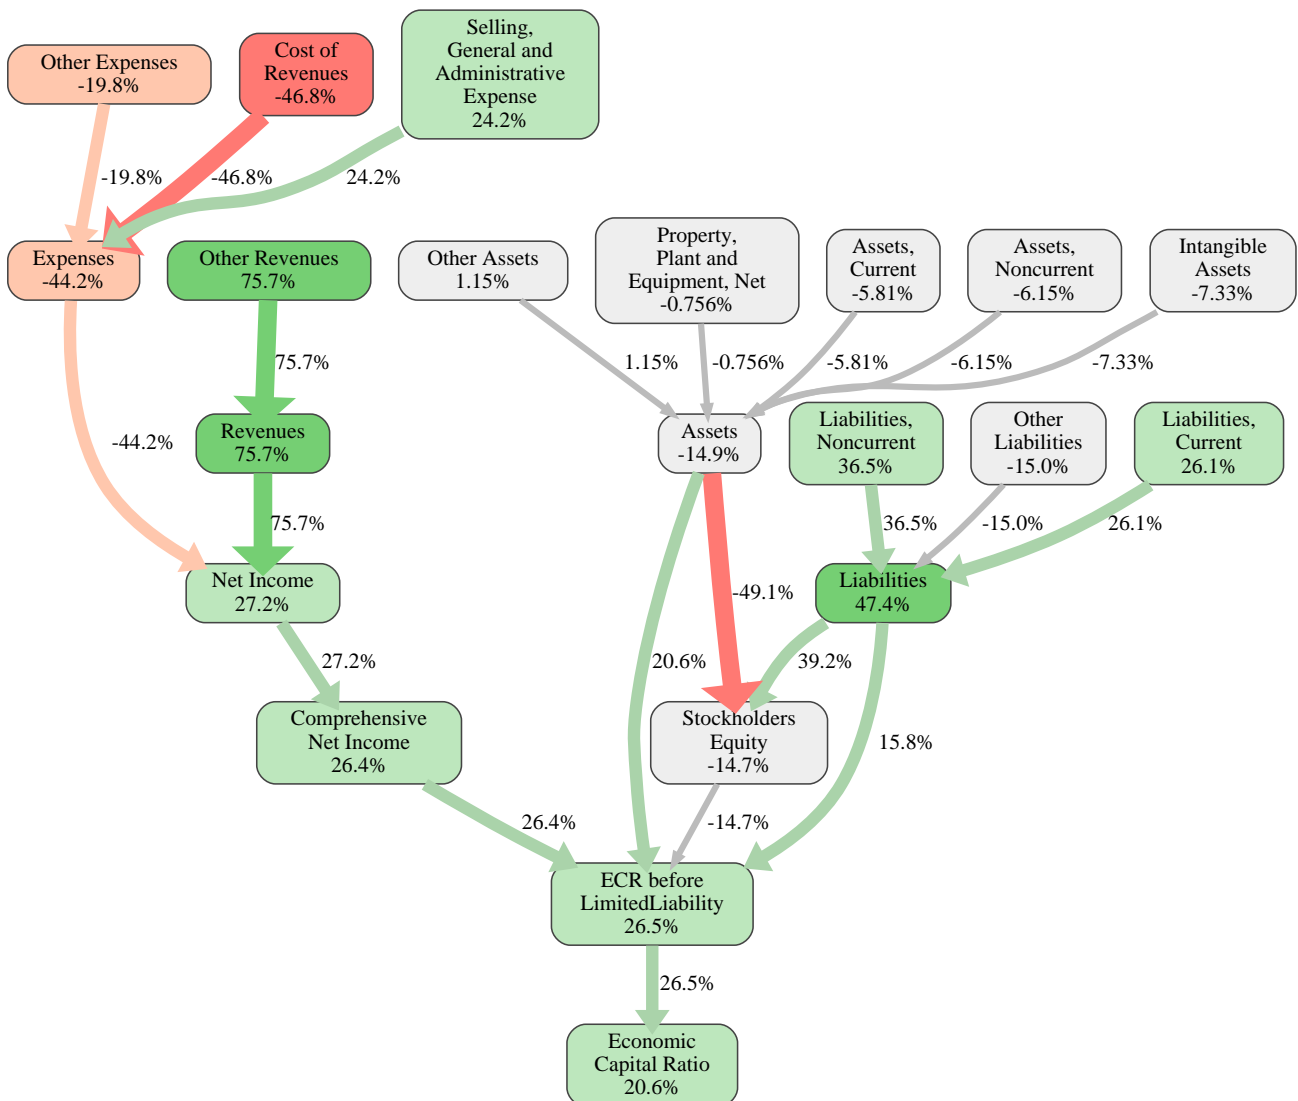 Other Expenses
-19.8%
Cost of
Revenues
-46.8%
Selling,
General and
Administrative
Expense
24.2%
-19.8%
-46.8%
24.2%
Expenses
-44.2%
Other Revenues
75.7%
Other Assets
1.15%
Property,
Plant and
Equipment, Net
-0.756%
Assets,
Current
-5.81%
Assets,
Noncurrent
-6.15%
Intangible
Assets
-7.33%
75.7%
1.15%
-0.756%
-5.81%
-6.15%
-7.33%
-44.2%
Revenues
75.7%
Assets
-14.9%
Liabilities,
Noncurrent
36.5%
Other
Liabilities
-15.0%
Liabilities,
Current
26.1%
75.7%
36.5%
-15.0%
26.1%
Net Income
27.2%
-49.1%
Liabilities
47.4%
27.2%
20.6%
39.2%
15.8%
Comprehensive
Net Income
26.4%
Stockholders
Equity
-14.7%
26.4%
-14.7%
ECR before
LimitedLiability
26.5%
26.5%
Economic
Capital Ratio
20.6%